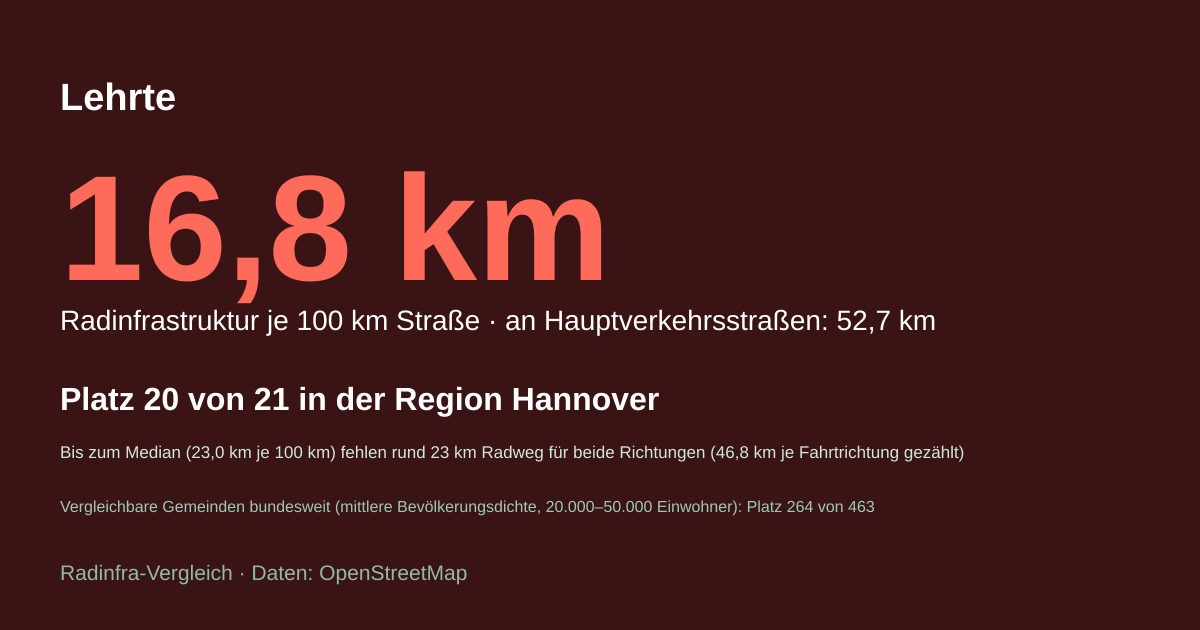 Lehrte
16,8 km
Radinfrastruktur je 100 km Straße · an Hauptverkehrsstraßen: 52,7 km
Platz 20 von 21 in der Region Hannover
Bis zum Median (23,0 km je 100 km) fehlen rund 23 km Radweg für beide Richtungen (46,8 km je Fahrtrichtung gezählt)
Vergleichbare Gemeinden bundesweit (mittlere Bevölkerungsdichte, 20.000–50.000 Einwohner): Platz 264 von 463
Radinfra-Vergleich · Daten: OpenStreetMap